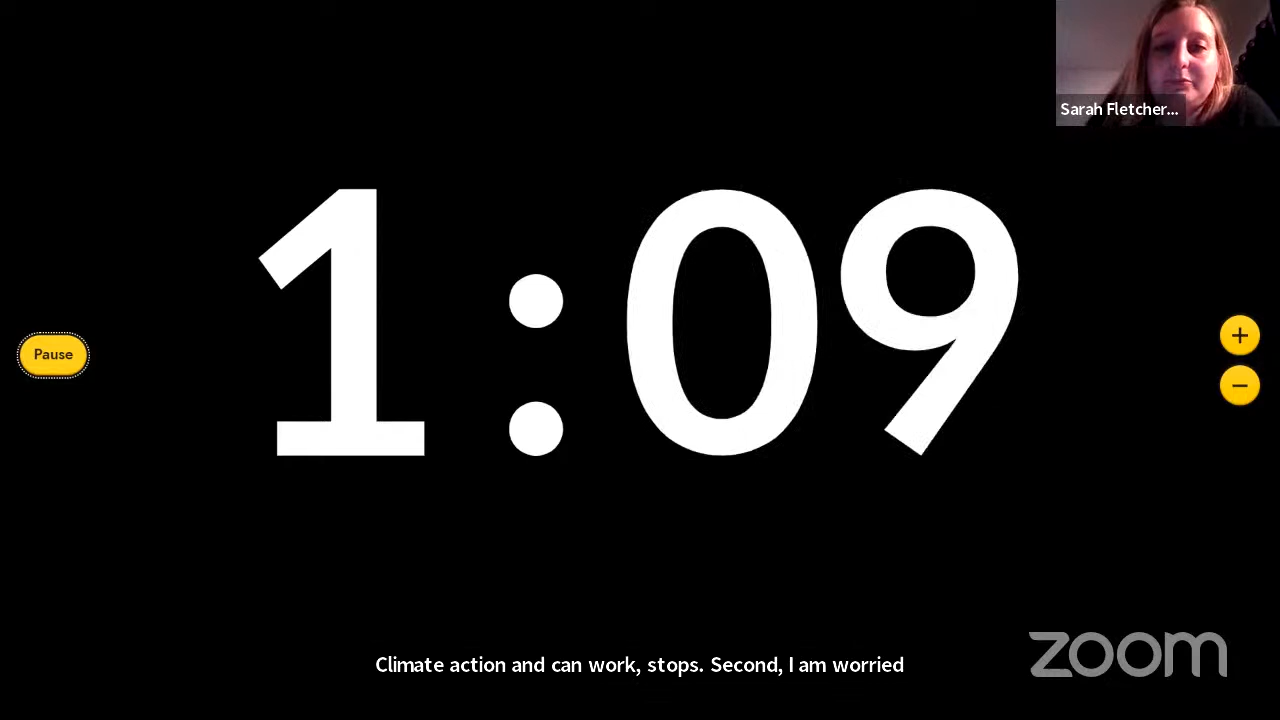 Sarah Fletcher...
1:09
Pause
+
−
Climate action and can work, stops. Second, I am worried
zoom